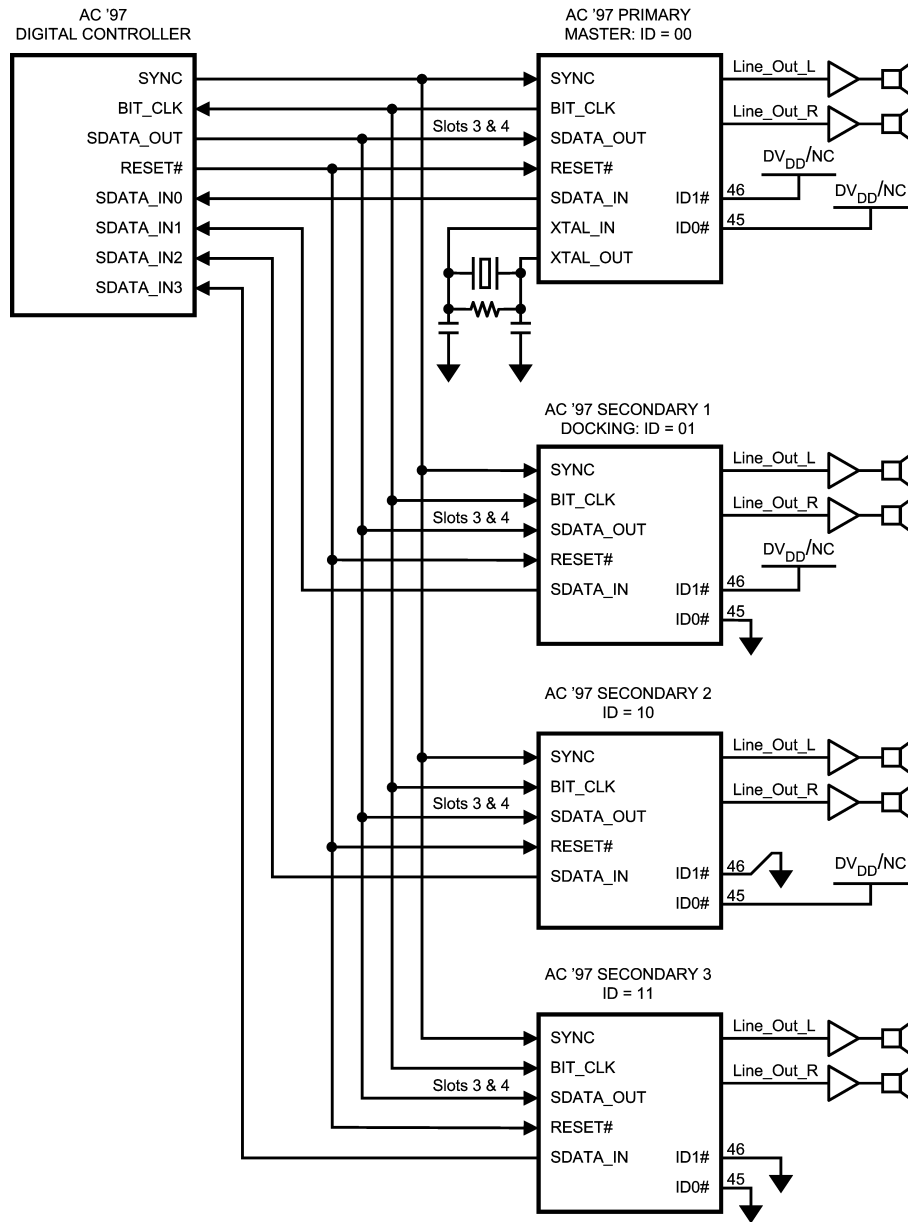 AC '97
DIGITAL CONTROLLER
SYNC
BIT_CLK
SDATA_OUT
RESET#
SDATA_IN0
SDATA_IN1
SDATA_IN2
SDATA_IN3
AC '97 PRIMARY
MASTER: ID = 00
SYNC
BIT_CLK
Slots 3 & 4
SDATA_OUT
RESET#
SDATA_IN
XTAL_IN
XTAL_OUT
ID1#
46
ID0#
45
Line_Out_L
Line_Out_R
DVDD/NC
DVDD/NC
AC '97 SECONDARY 1
DOCKING: ID = 01
SYNC
BIT_CLK
Slots 3 & 4
SDATA_OUT
RESET#
SDATA_IN
ID1#
46
ID0#
45
Line_Out_L
Line_Out_R
DVDD/NC
AC '97 SECONDARY 2
ID = 10
SYNC
BIT_CLK
Slots 3 & 4
SDATA_OUT
RESET#
SDATA_IN
ID1#
46
ID0#
45
Line_Out_L
Line_Out_R
DVDD/NC
AC '97 SECONDARY 3
ID = 11
SYNC
BIT_CLK
Slots 3 & 4
SDATA_OUT
RESET#
SDATA_IN
ID1#
46
ID0#
45
Line_Out_L
Line_Out_R